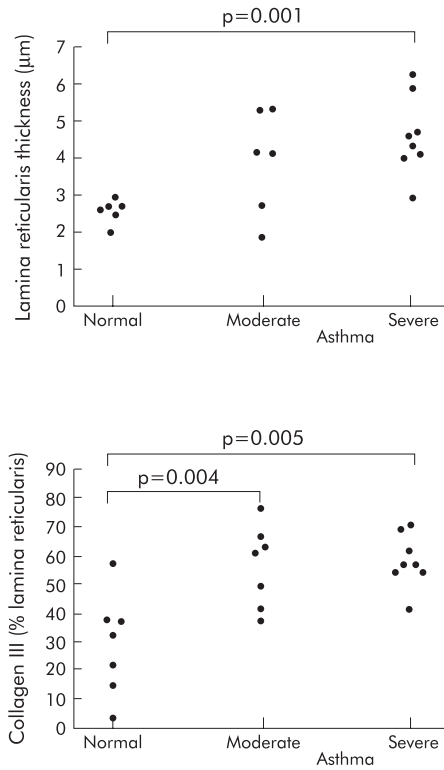 p=0.001
Lamina reticularis thickness (μm)
7
6
5
4
3
2
1
0
Normal
Moderate
Severe
Asthma
p=0.005
p=0.004
Collagen III (% lamina reticularis)
90
80
70
60
50
40
30
20
10
0
Normal
Moderate
Severe
Asthma